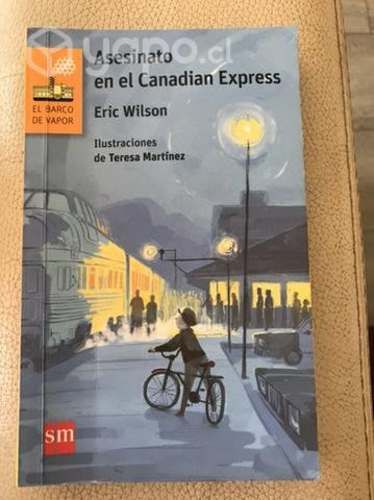 yapo.cl
Asesinato
en el Canadian Express
Eric Wilson
Ilustraciones
de Teresa Martínez
EL BARCO
DE VAPOR
sm